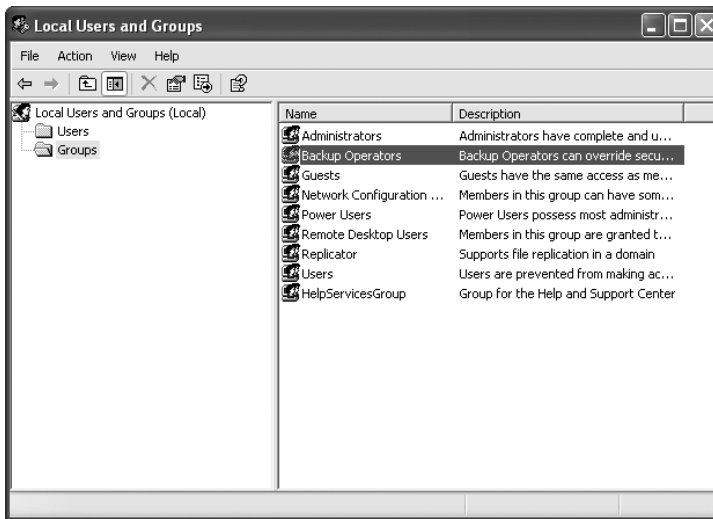 Local Users and Groups
File Action View Help
Local Users and Groups (Local)
Users
Groups
Name Description
Administrators Administrators have complete and u...
Backup Operators Backup Operators can override secu...
Guests Guests have the same access as me...
Network Configuration ... Members in this group can have som...
Power Users Power Users possess most administr...
Remote Desktop Users Members in this group are granted t...
Replicator Supports file replication in a domain
Users Users are prevented from making ac...
HelpServicesGroup Group for the Help and Support Center